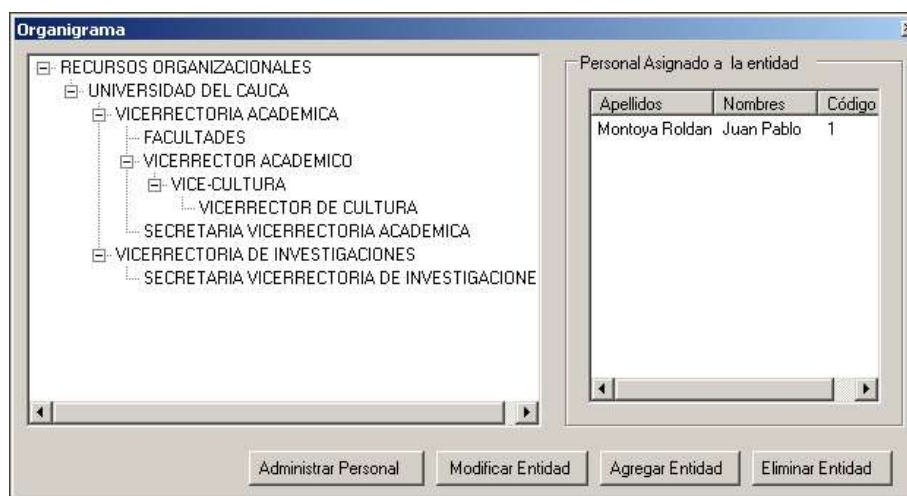 Organigrama
RECURSOS ORGANIZACIONALES
UNIVERSIDAD DEL CAUCA
VICERRECTORIA ACADEMICA
FACULTADES
VICERRECTOR ACADEMICO
VICE-CULTURA
VICERRECTOR DE CULTURA
SECRETARIA VICERRECTORIA ACADEMICA
VICERRECTORIA DE INVESTIGACIONES
SECRETARIA VICERRECTORIA DE INVESTIGACIONE
Personal Asignado a la entidad
Apellidos Nombres Código
Montoya Roldan Juan Pablo 1
Administrar Personal Modificar Entidad Agregar Entidad Eliminar Entidad